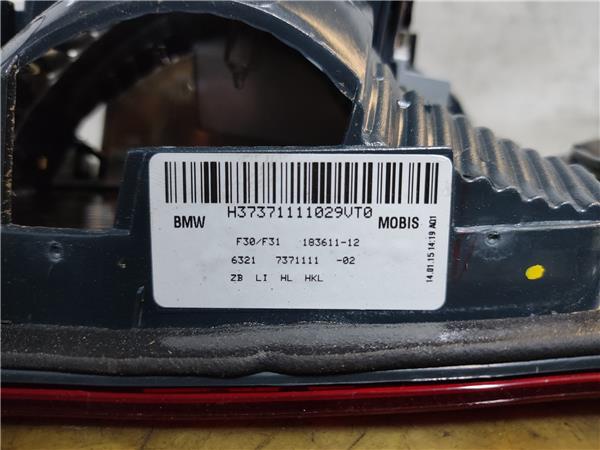 H37371111029VT0
BMW MOBIS
F30/F31 183611-12
6321 7371111 -02
ZB LI HL HKL
14.01.15 14:19 A01